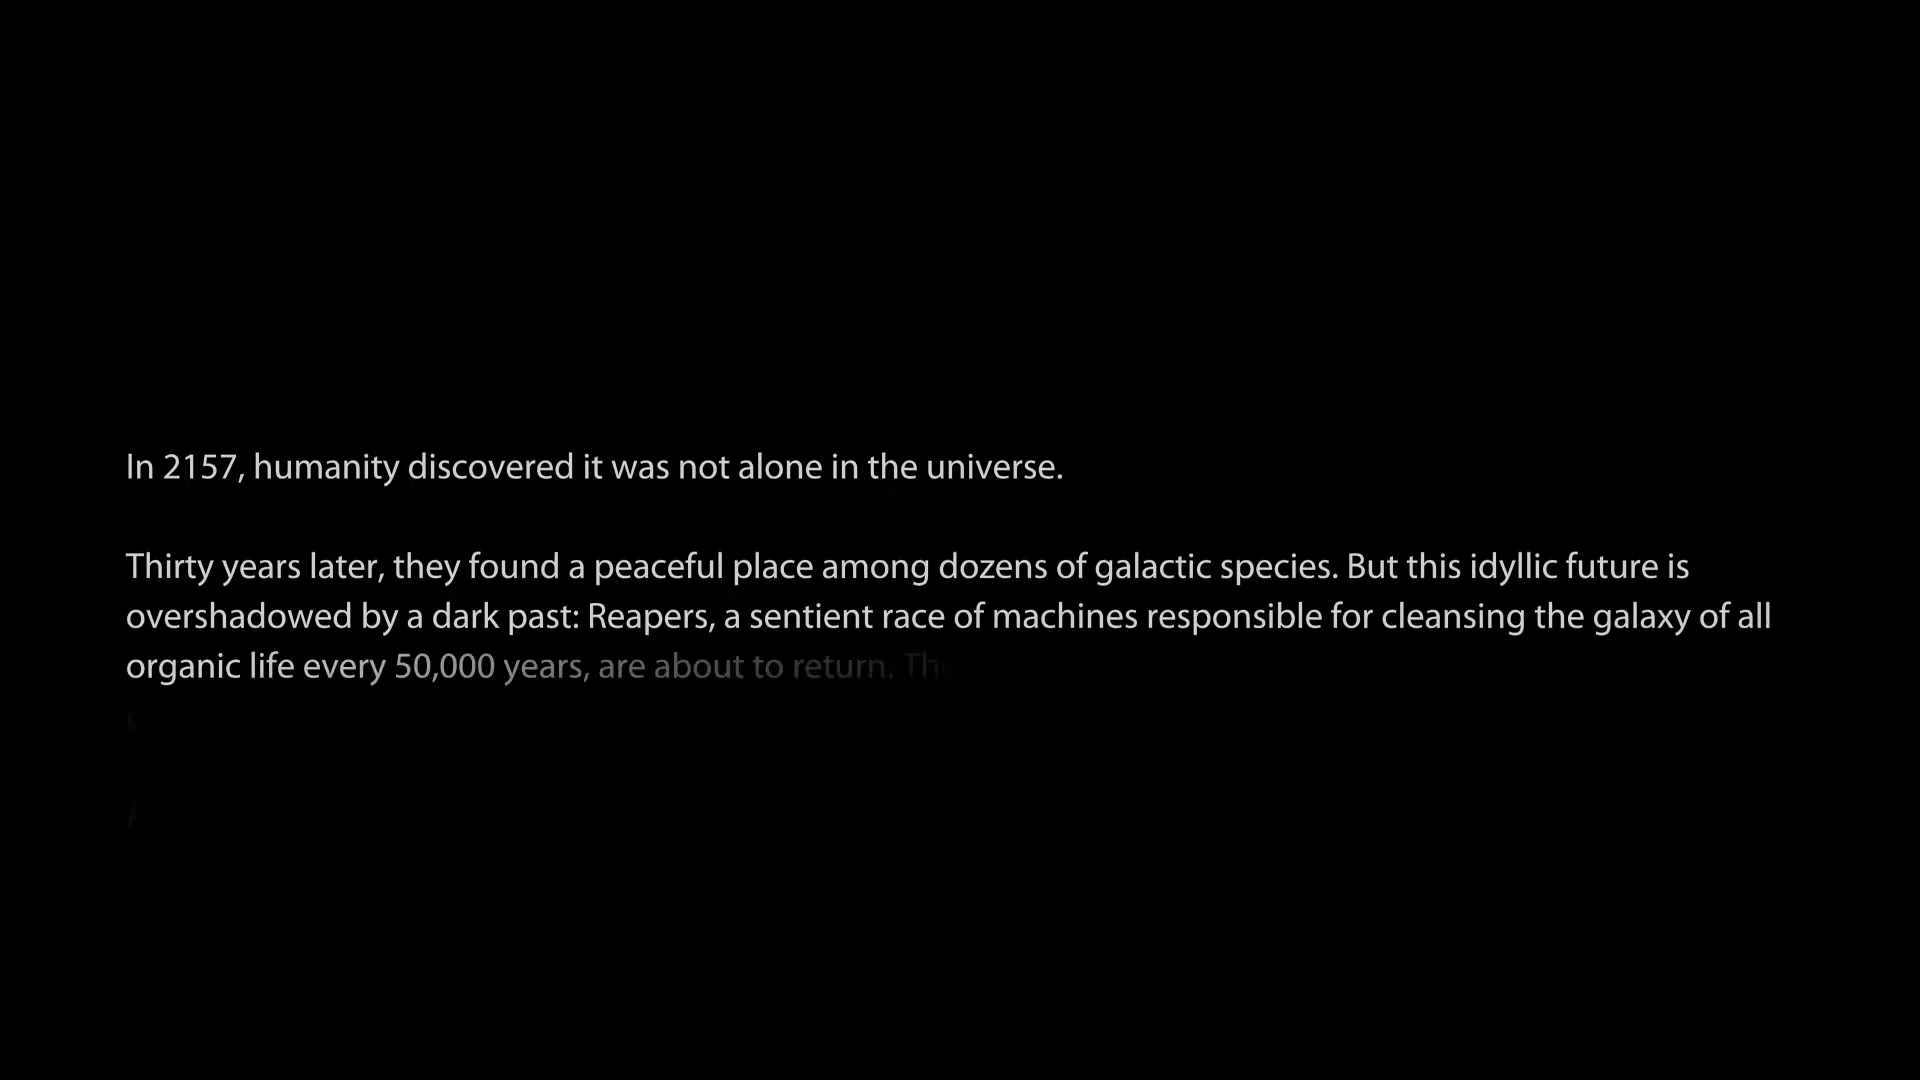 In 2157, humanity discovered it was not alone in the universe.
Thirty years later, they found a peaceful place among dozens of galactic species. But this idyllic future is
overshadowed by a dark past: Reapers, a sentient race of machines responsible for cleansing the galaxy of all
organic life every 50,000 years, are about to return.